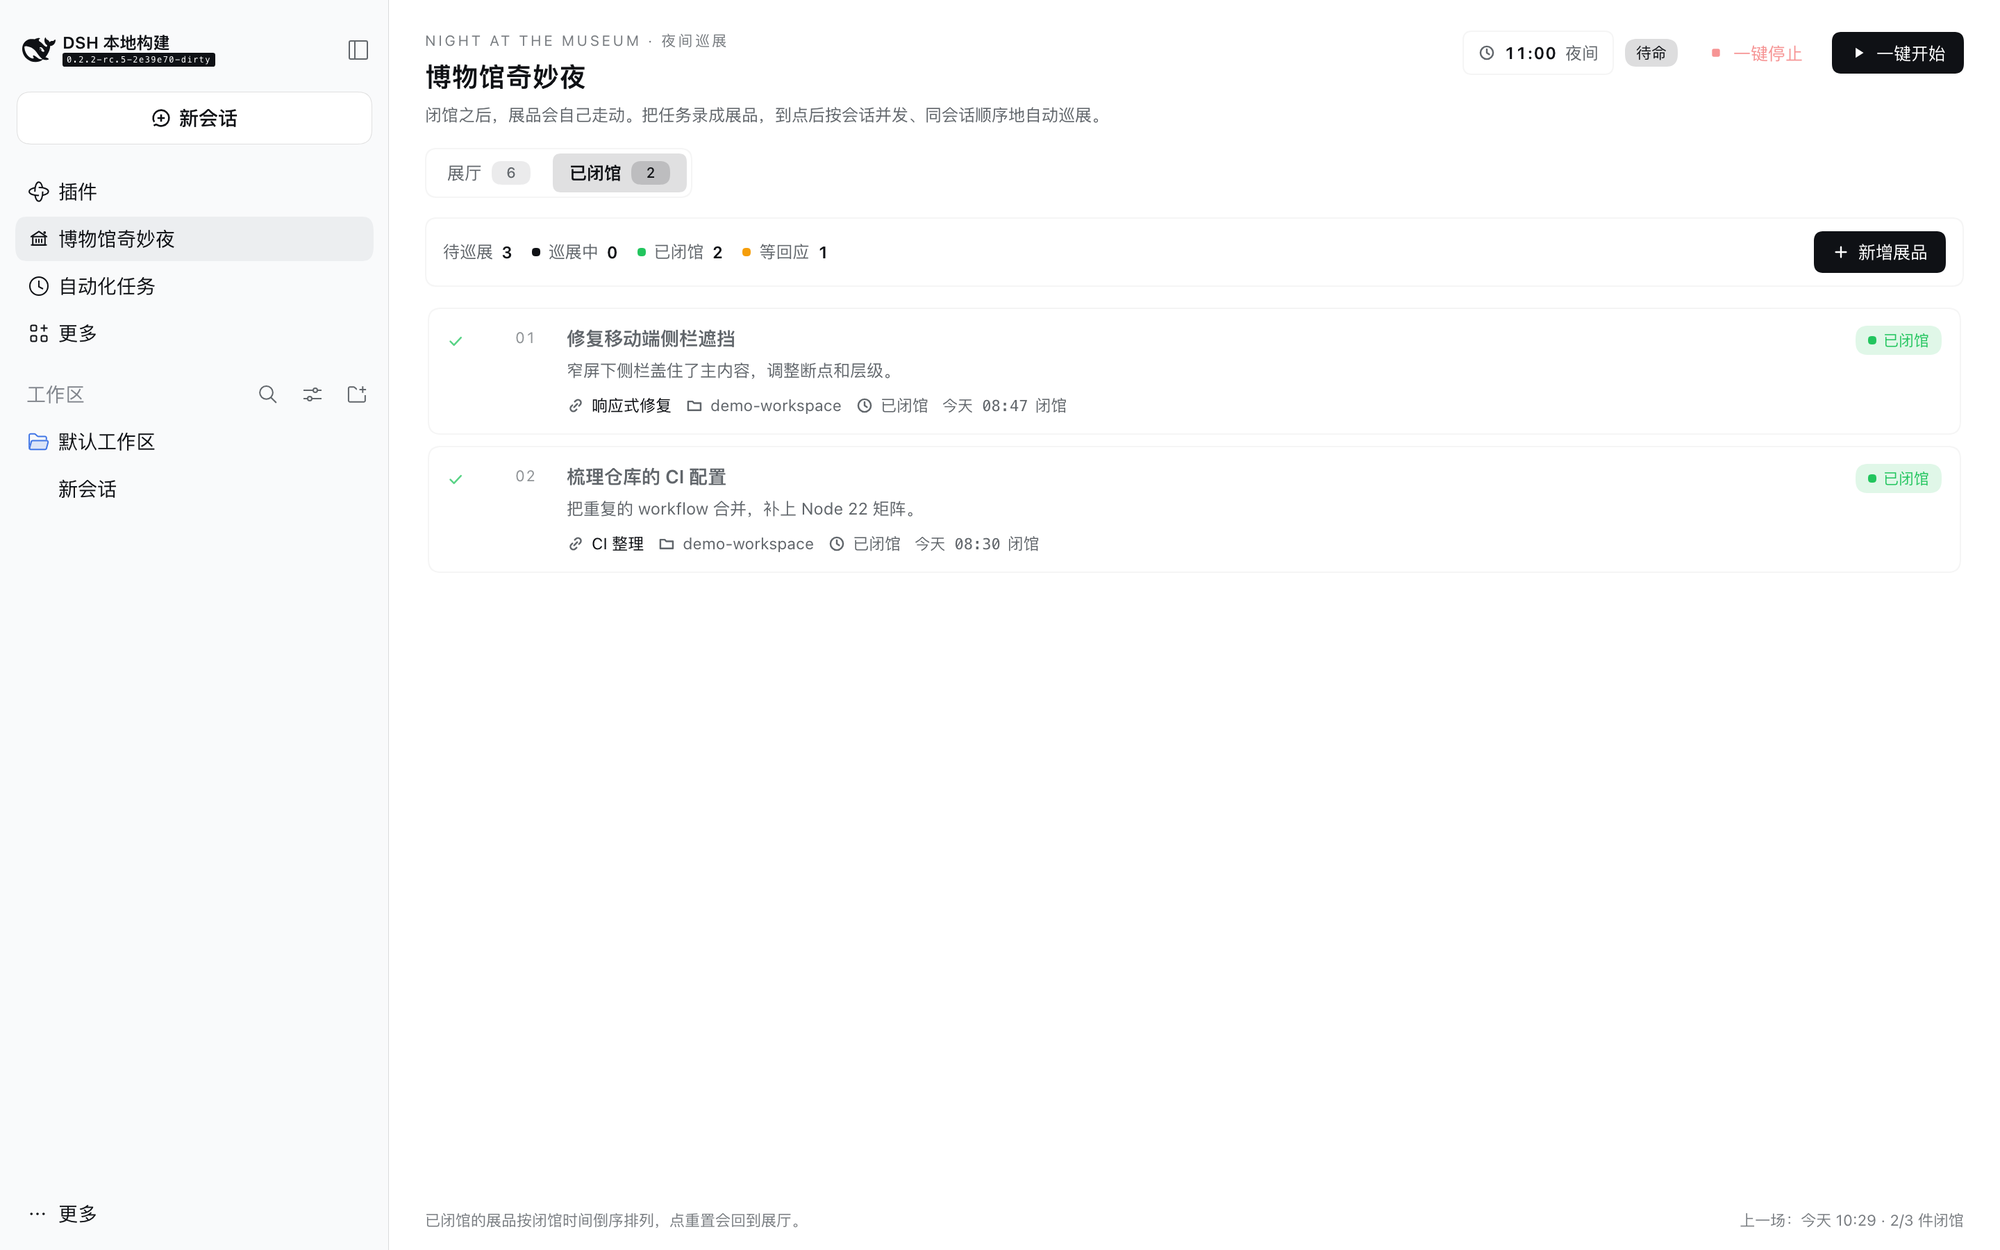 DSH 本地构建
0.2.2-rc.5-2e39e70-dirty
新会话
插件
博物馆奇妙夜
自动化任务
更多
工作区
默认工作区
新会话
更多
NIGHT AT THE MUSEUM · 夜间巡展
博物馆奇妙夜
闭馆之后，展品会自己走动。把任务录成展品，到点后按会话并发、同会话顺序地自动巡展。
11:00 夜间 待命 一键停止 一键开始
展厅 6 已闭馆 2
待巡展 3 巡展中 0 已闭馆 2 等回应 1 新增展品
01 修复移动端侧栏遮挡 已闭馆
窄屏下侧栏盖住了主内容，调整断点和层级。
响应式修复 demo-workspace 已闭馆 今天 08:47 闭馆
02 梳理仓库的 CI 配置 已闭馆
把重复的 workflow 合并，补上 Node 22 矩阵。
CI 整理 demo-workspace 已闭馆 今天 08:30 闭馆
已闭馆的展品按闭馆时间倒序排列，点重置会回到展厅。
上一场：今天 10:29 · 2/3 件闭馆